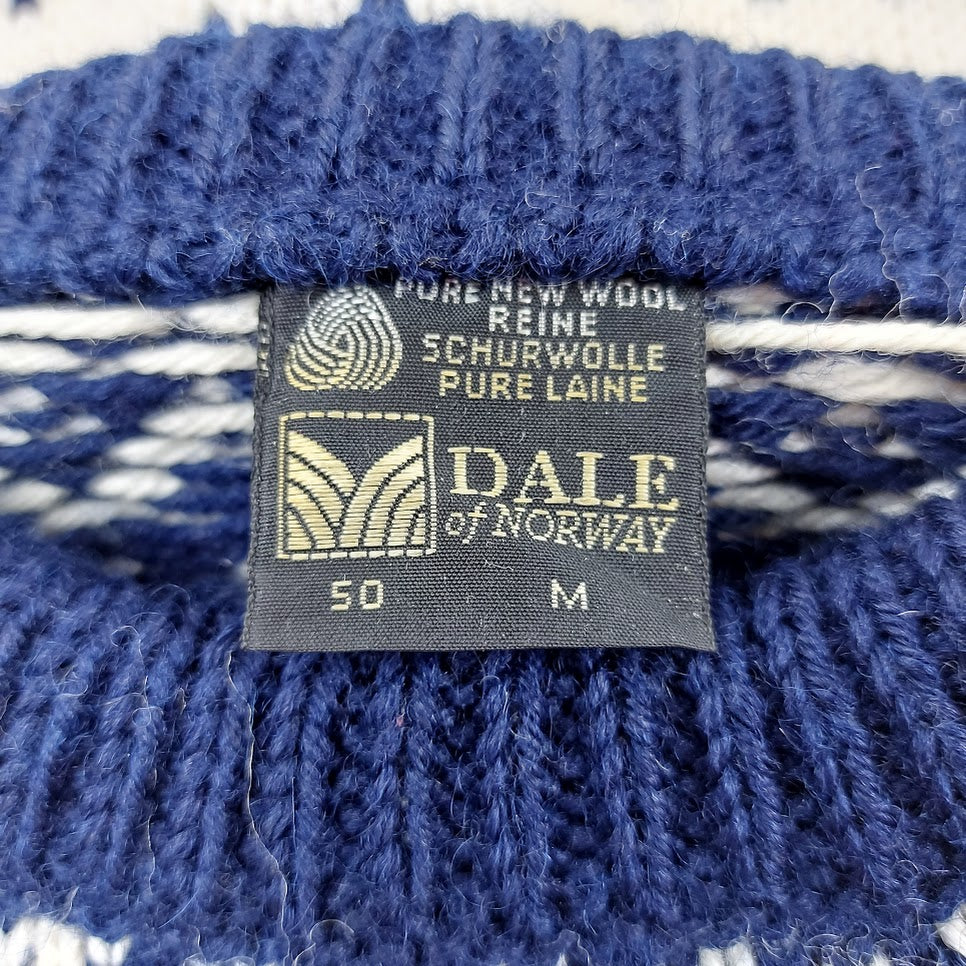 PURE NEW WOOL
REINE
SCHURWOLLE
PURE LAINE
DALE
of NORWAY
50 M